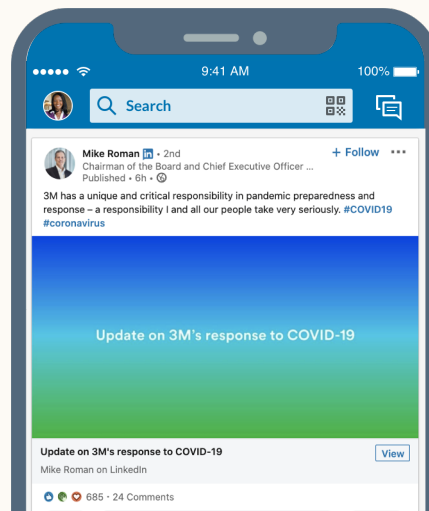 9:41 AM
100%
Search
Mike Roman in • 2nd
+ Follow
Chairman of the Board and Chief Executive Officer ...
Published • 6h •
3M has a unique and critical responsibility in pandemic preparedness and
response – a responsibility I and all our people take very seriously. #COVID19
#coronavirus
Update on 3M's response to COVID-19
Update on 3M's response to COVID-19
View
Mike Roman on LinkedIn
685 · 24 Comments